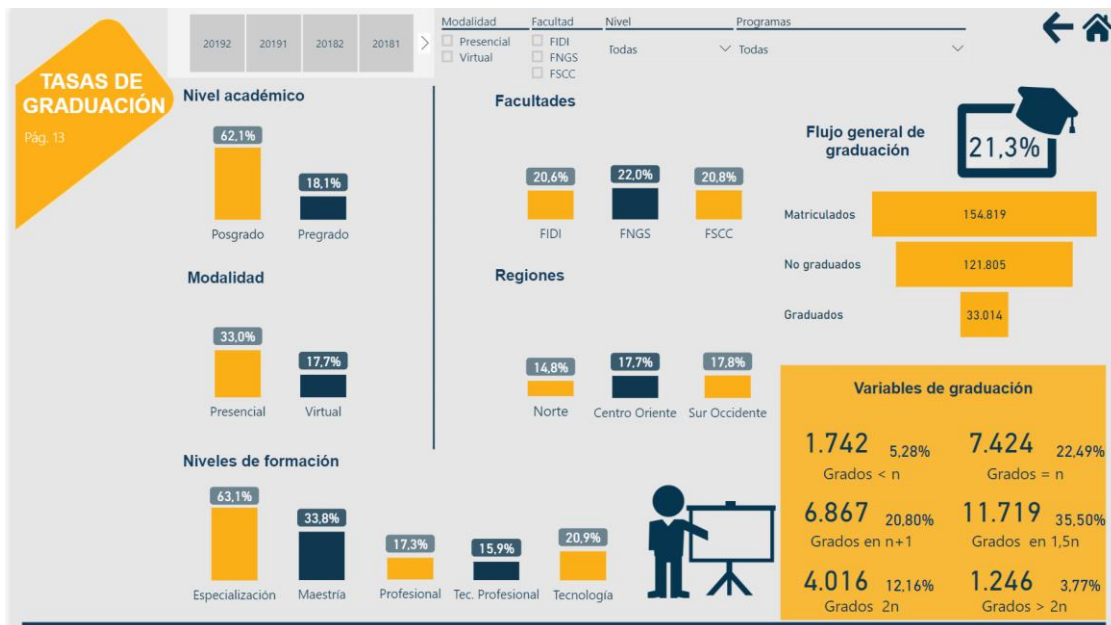 TASAS DE
GRADUACIÓN
Pág. 13
20192 20191 20182 20181
Modalidad
Presencial
Virtual
Facultad
FIDI
FNGS
FSCC
Nivel
Todas
Programas
Todas
Nivel académico
62,1%
18,1%
Posgrado Pregrado
Facultades
20,6% 22,0% 20,8%
FIDI FNGS FSCC
Flujo general de
graduación
21,3%
Matriculados 154.819
No graduados 121.805
Graduados 33.014
Modalidad
33,0%
17,7%
Presencial Virtual
Regiones
14,8% 17,7% 17,8%
Norte Centro Oriente Sur Occidente
Niveles de formación
63,1%
33,8%
17,3% 15,9% 20,9%
Especialización Maestría Profesional Tec. Profesional Tecnología
Variables de graduación
1.742 5,28% 7.424 22,49%
Grados < n Grados = n
6.867 20,80% 11.719 35,50%
Grados en n+1 Grados en 1,5n
4.016 12,16% 1.246 3,77%
Grados 2n Grados > 2n